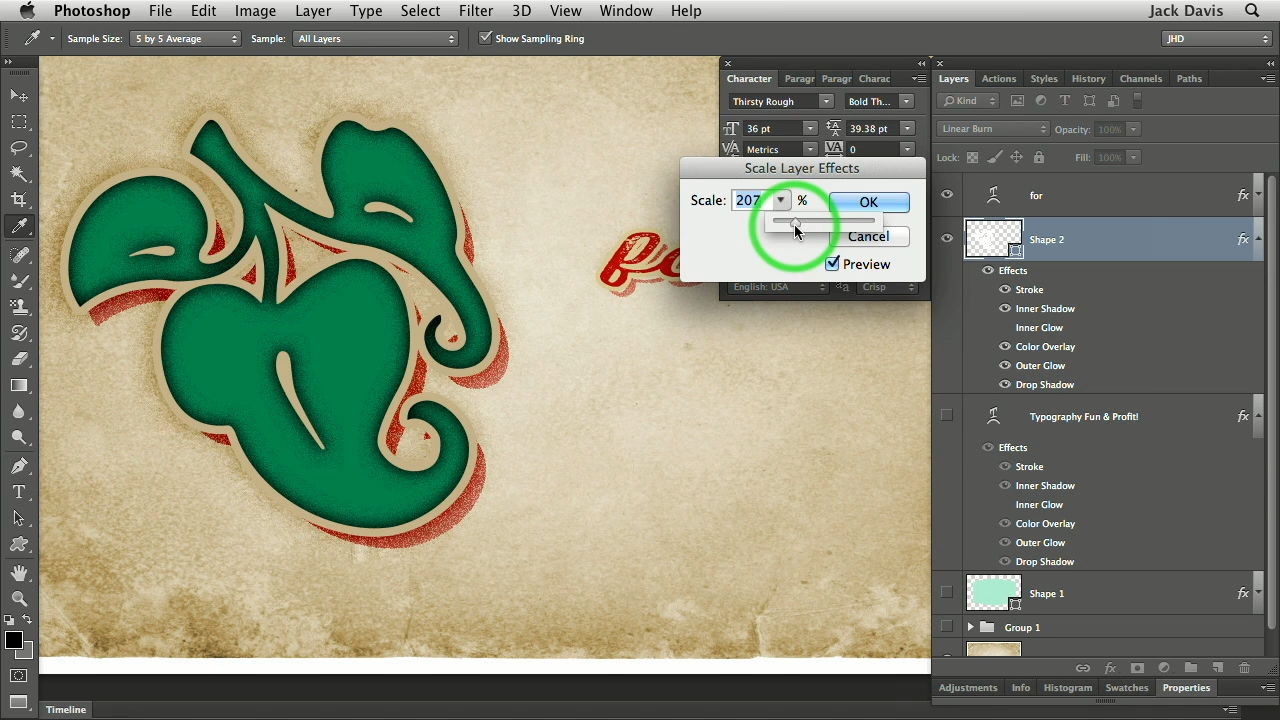 Photoshop File Edit Image Layer Type Select Filter 3D View Window Help Jack Davis
Sample Size: 5 by 5 Average Sample: All Layers Show Sampling Ring JHD
Character Paragr Paragr Charac
Thirsty Rough Bold Th...
36 pt 39.38 pt
Metrics 0
Scale Layer Effects
Scale: 207 % OK
Cancel
Preview
English: USA Crisp
Layers Actions Styles History Channels Paths
Kind
Linear Burn Opacity: 100%
Lock: Fill: 100%
for fx
Shape 2 fx
Effects
Stroke
Inner Shadow
Inner Glow
Color Overlay
Outer Glow
Drop Shadow
Typography Fun & Profit! fx
Effects
Stroke
Inner Shadow
Inner Glow
Color Overlay
Outer Glow
Drop Shadow
Shape 1 fx
Group 1
fx
Adjustments Info Histogram Swatches Properties
Timeline